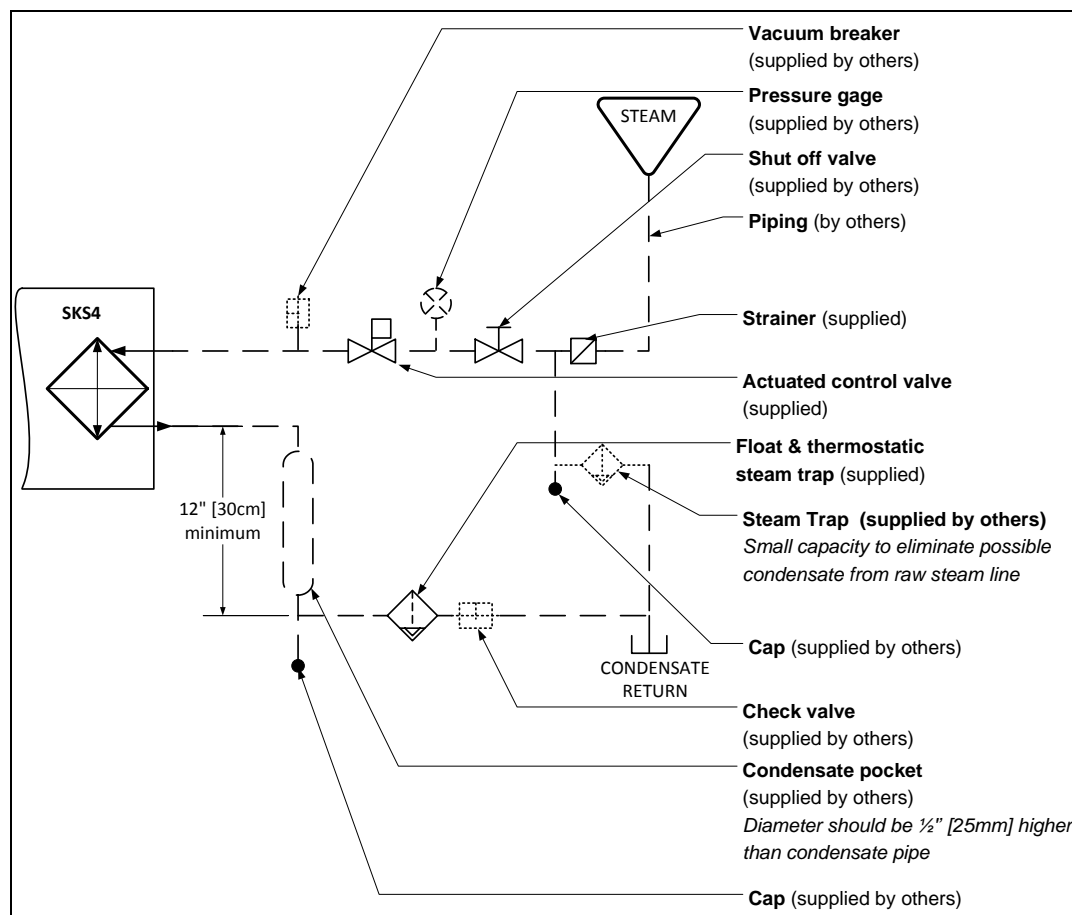 Vacuum breaker
(supplied by others)
Pressure gage
(supplied by others)
STEAM
Shut off valve
(supplied by others)
Piping (by others)
SKS4
Strainer (supplied)
Actuated control valve
(supplied)
Float & thermostatic
steam trap (supplied)
12" [30cm]
minimum
Steam Trap (supplied by others)
Small capacity to eliminate possible
condensate from raw steam line
Cap (supplied by others)
CONDENSATE
RETURN
Check valve
(supplied by others)
Condensate pocket
(supplied by others)
Diameter should be ½” [25mm] higher
than condensate pipe
Cap (supplied by others)